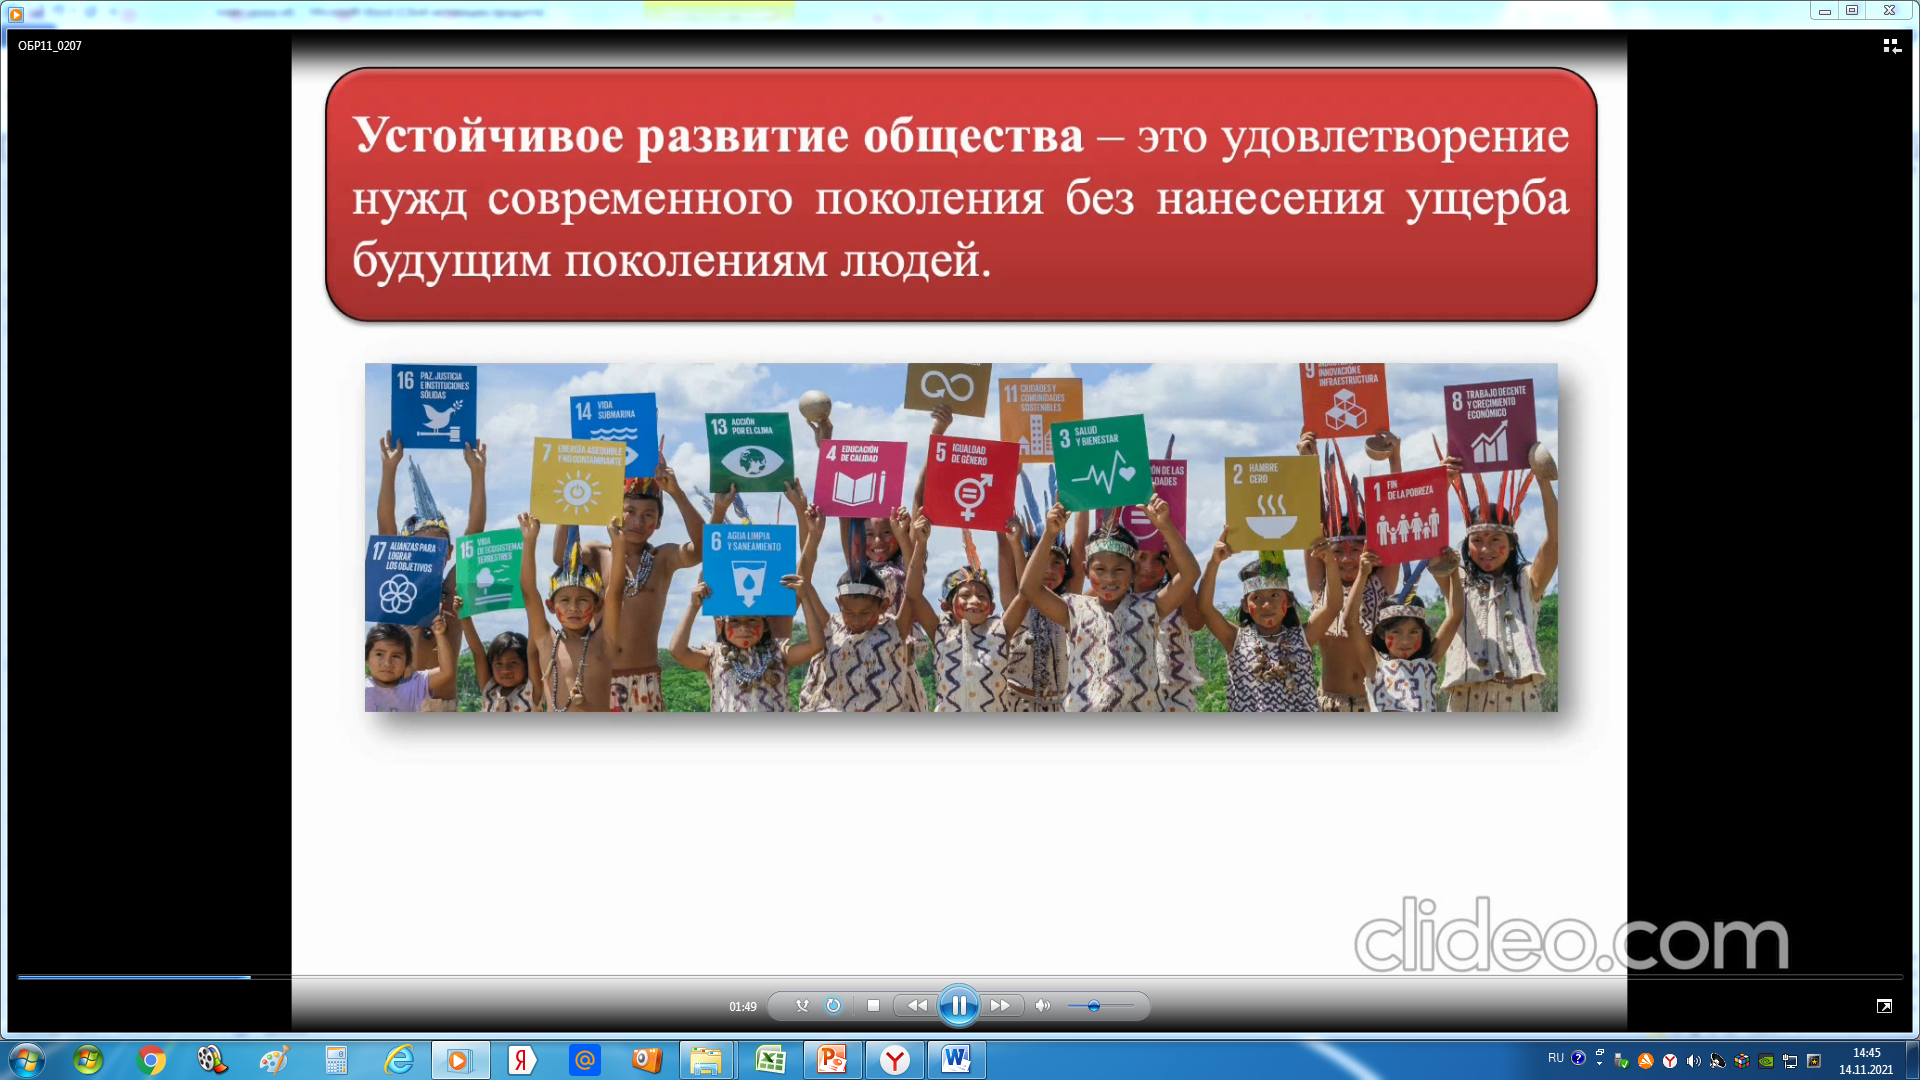 ОБР11_0207
Устойчивое развитие общества – это удовлетворение
нужд современного поколения без нанесения ущерба
будущим поколениям людей.
16 PAZ, JUSTICIA
E INSTITUCIONES
SÓLIDAS
14 VIDA
SUBMARINA
7 ENERGÍA ASEQUIBLE
Y NO CONTAMINANTE
13 ACCIÓN
POR EL CLIMA
4 EDUCACIÓN
DE CALIDAD
5 IGUALDAD
DE GÉNERO
11 CIUDADES Y
COMUNIDADES
SOSTENIBLES
3 SALUD
Y BIENESTAR
2 HAMBRE
CERO
9
INNOVACIÓN E
INFRAESTRUCTURA
1 FIN
DE LA POBREZA
8 TRABAJO DECENTE
Y CRECIMIENTO
ECONÓMICO
17 ALIANZAS PARA
LOGRAR
LOS OBJETIVOS
15 VIDA
DE ECOSISTEMAS
TERRESTRES
6 AGUA LIMPIA
Y SANEAMIENTO
clideo.com
01:49
RU
14:45
14.11.2021